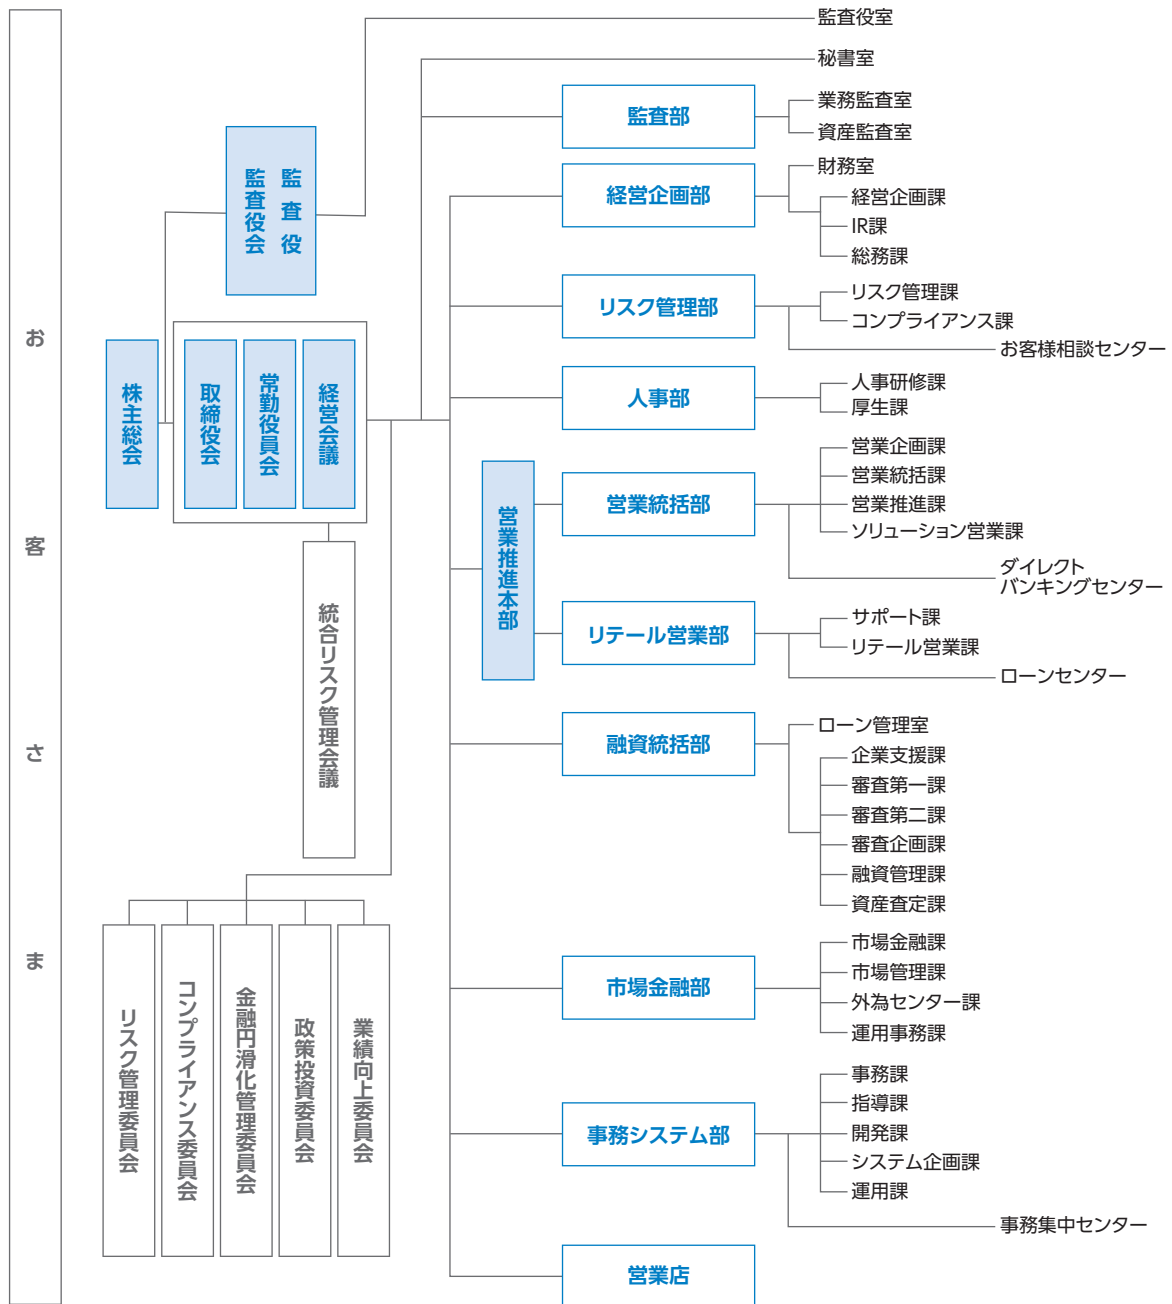 お客さま
監査役
監査役会
株主総会
取締役会
常勤役員会
経営会議
統合リスク管理会議
リスク管理委員会
コンプライアンス委員会
金融円滑化管理委員会
政策投資委員会
業績向上委員会
監査役室
秘書室
監査部
業務監査室
資産監査室
経営企画部
財務室
経営企画課
IR課
総務課
リスク管理部
リスク管理課
コンプライアンス課
お客様相談センター
人事部
人事研修課
厚生課
営業推進本部
営業統括部
営業企画課
営業統括課
営業推進課
ソリューション営業課
ダイレクト
バンキングセンター
リテール営業部
サポート課
リテール営業課
ローンセンター
融資統括部
ローン管理室
企業支援課
審査第一課
審査第二課
審査企画課
融資管理課
資産査定課
市場金融部
市場金融課
市場管理課
外為センター課
運用事務課
事務システム部
事務課
指導課
開発課
システム企画課
運用課
事務集中センター
営業店